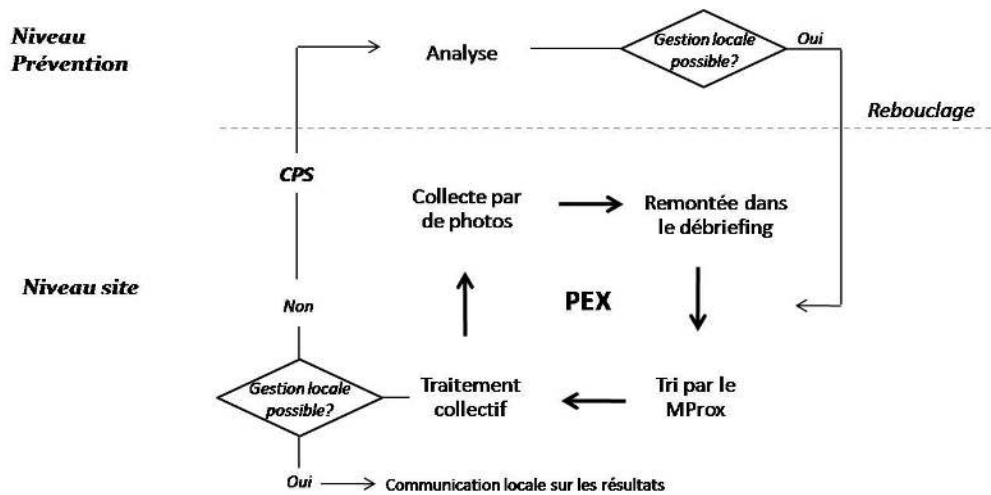 Niveau
Prévention
Analyse
Gestion locale
possible?
Oui
Rebouclage
CPS
Collecte par
de photos
Remontée dans
le débriefing
Niveau site
Non
PEX
Gestion locale
possible?
Traitement
collectif
Tri par le
MProx
Oui
Communication locale sur les résultats